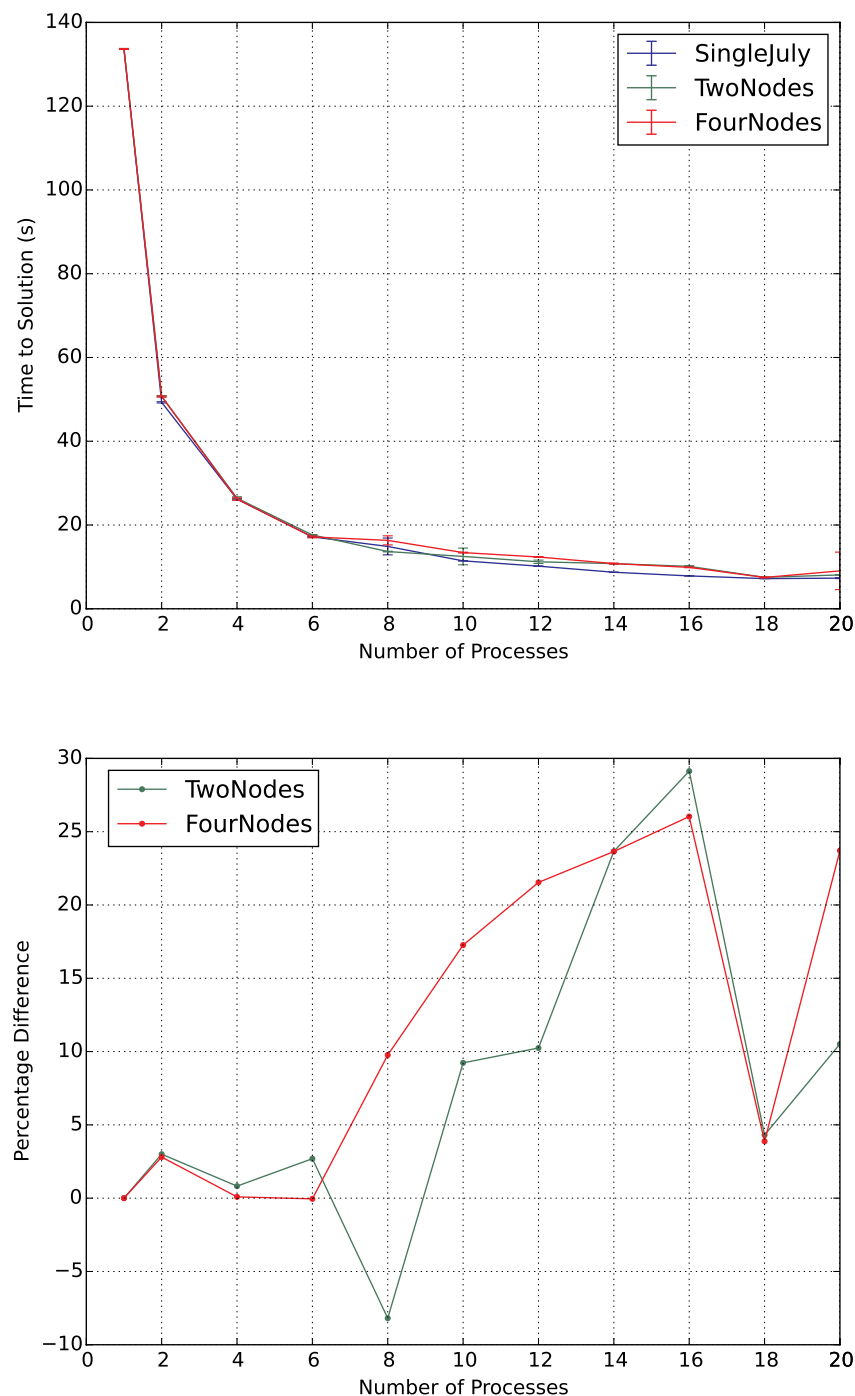 140
120
100
80
60
40
20
0
Time to Solution (s)
SingleJuly
TwoNodes
FourNodes
0 2 4 6 8 10 12 14 16 18 20
Number of Processes
30
25
20
15
10
5
0
−5
−10
Percentage Difference
TwoNodes
FourNodes
0 2 4 6 8 10 12 14 16 18 20
Number of Processes